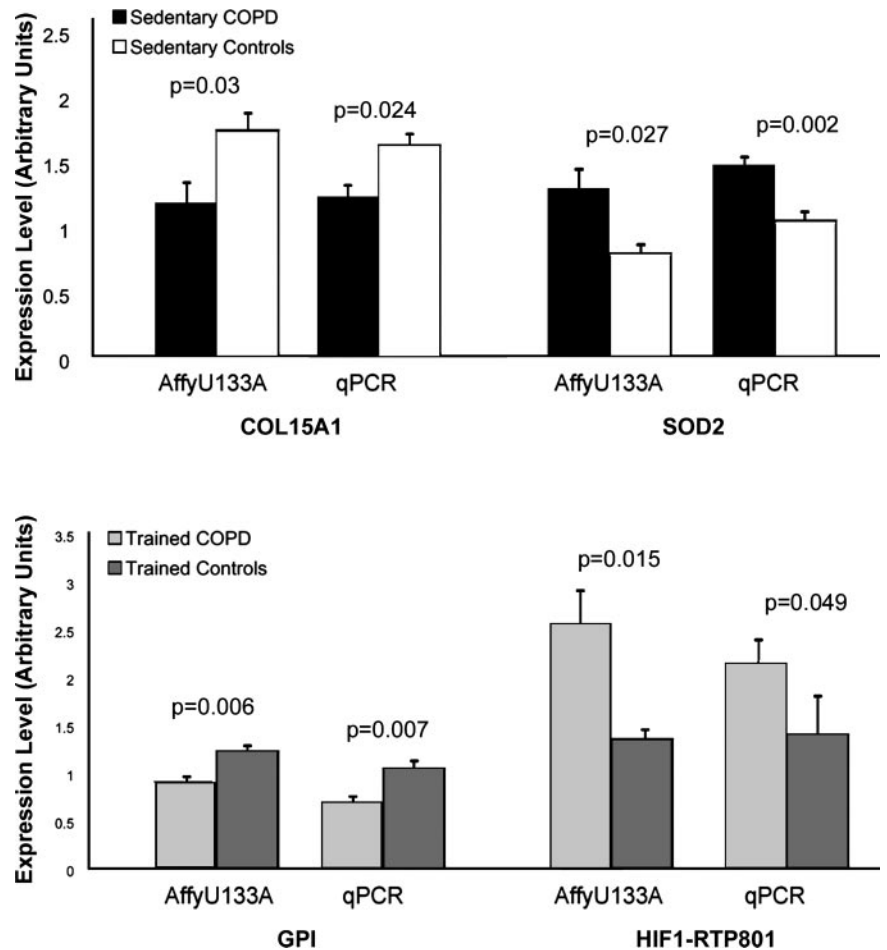 Expression Level (Arbitrary Units)
2.5
2
1.5
1
0.5
0
Sedentary COPD
Sedentary Controls
p=0.03
p=0.024
p=0.027
p=0.002
AffyU133A
qPCR
AffyU133A
qPCR
COL15A1
SOD2
Expression Level (Arbitrary Units)
3.5
3
2.5
2
1.5
1
0.5
0
Trained COPD
Trained Controls
p=0.006
p=0.007
p=0.015
p=0.049
AffyU133A
qPCR
AffyU133A
qPCR
GPI
HIF1-RTP801